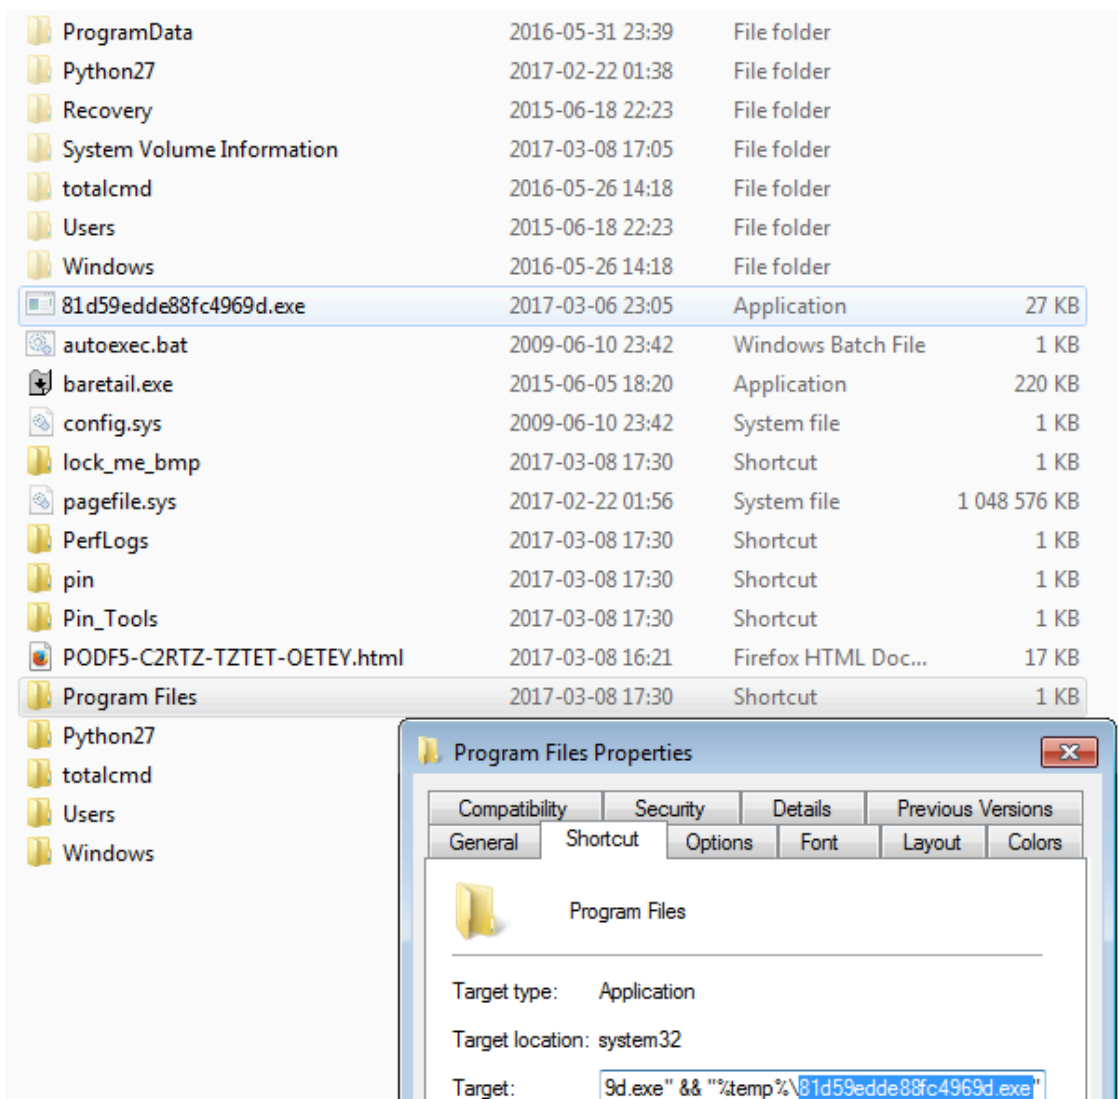 ProgramData 2016-05-31 23:39 File folder
Python27 2017-02-22 01:38 File folder
Recovery 2015-06-18 22:23 File folder
System Volume Information 2017-03-08 17:05 File folder
totalcmd 2016-05-26 14:18 File folder
Users 2015-06-18 22:23 File folder
Windows 2016-05-26 14:18 File folder
81d59edde88fc4969d.exe 2017-03-06 23:05 Application 27 KB
autoexec.bat 2009-06-10 23:42 Windows Batch File 1 KB
baretail.exe 2015-06-05 18:20 Application 220 KB
config.sys 2009-06-10 23:42 System file 1 KB
lock_me_bmp 2017-03-08 17:30 Shortcut 1 KB
pagefile.sys 2017-02-22 01:56 System file 1 048 576 KB
PerfLogs 2017-03-08 17:30 Shortcut 1 KB
pin 2017-03-08 17:30 Shortcut 1 KB
Pin_Tools 2017-03-08 17:30 Shortcut 1 KB
PODF5-C2RTZ-TZTET-OETEY.html 2017-03-08 16:21 Firefox HTML Doc... 17 KB
Program Files 2017-03-08 17:30 Shortcut 1 KB
Python27
totalcmd
Users
Windows
Program Files Properties
Compatibility Security Details Previous Versions
General Shortcut Options Font Layout Colors
Program Files
Target type: Application
Target location: system32
Target: 9d.exe" && "%temp%\81d59edde88fc4969d.exe"